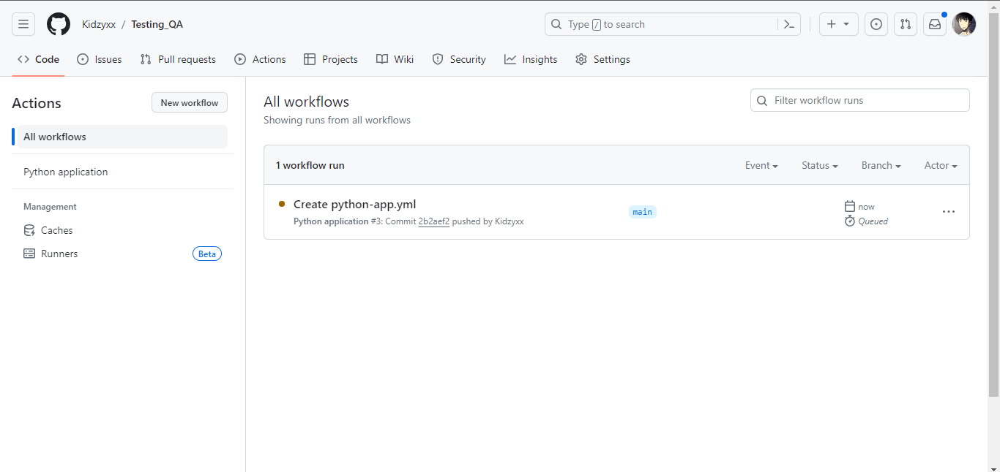 Kidzyxx / Testing_QA
Type / to search
Code Issues Pull requests Actions Projects Wiki Security Insights Settings
Actions
New workflow
All workflows
Python application
Management
Caches
Runners
Beta
All workflows
Showing runs from all workflows
Filter workflow runs
1 workflow run
Event Status Branch Actor
Create python-app.yml
Python application #3: Commit 2b2aef2 pushed by Kidzyxx
main
now
Queued